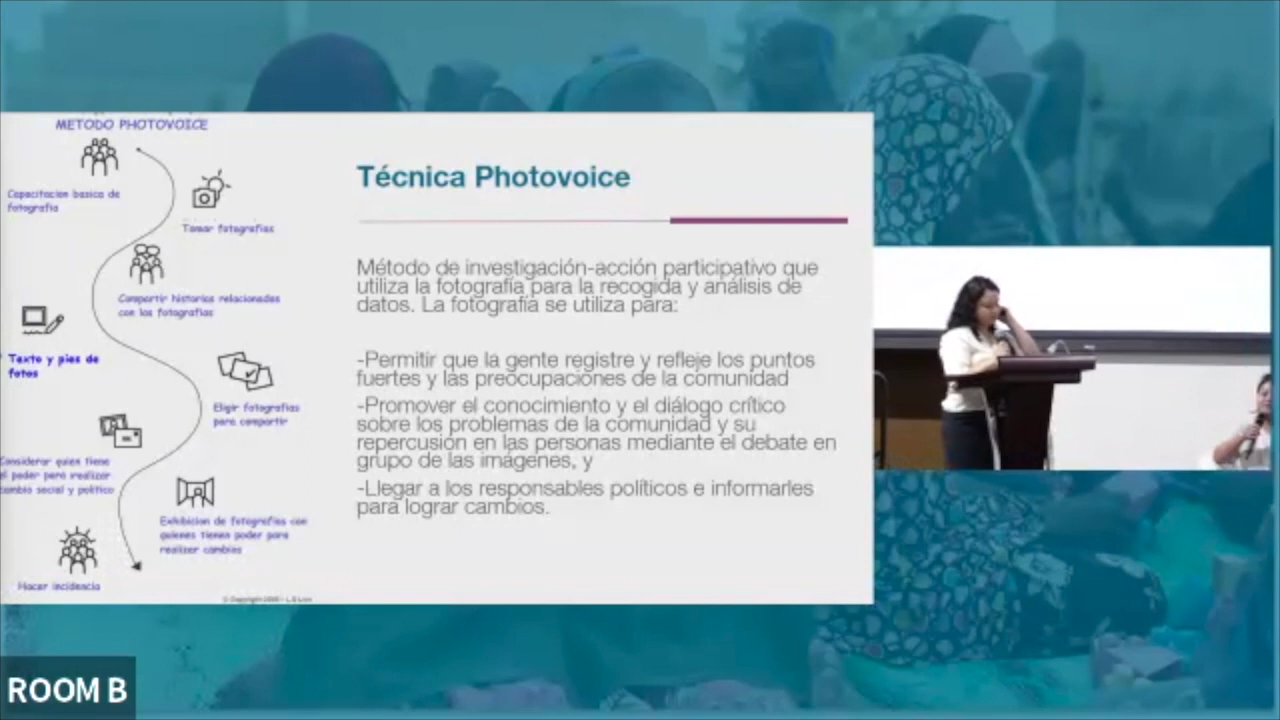 METODO PHOTOVOICE
Capacitacion basica de
fotografia
Tomar fotografias
Compartir historias relacionadas
con las fotografias
Texto y pies de
fotos
Eligir fotografias
para compartir
Considerar quien tiene
el poder pera realizar
cambio social y politico
Exhibicion de fotografias con
quienes tienen poder para
realizar cambios
Hacer incidencia
© Copyright
Técnica Photovoice
Método de investigación-acción participativo que
utiliza la fotografía para la recogida y análisis de
datos. La fotografía se utiliza para:
-Permitir que la gente registre y refleje los puntos
fuertes y las preocupaciones de la comunidad
-Promover el conocimiento y el diálogo crítico
sobre los problemas de la comunidad y su
repercusión en las personas mediante el debate en
grupo de las imágenes, y
-Llegar a los responsables políticos e informarles
para lograr cambios.
ROOM B